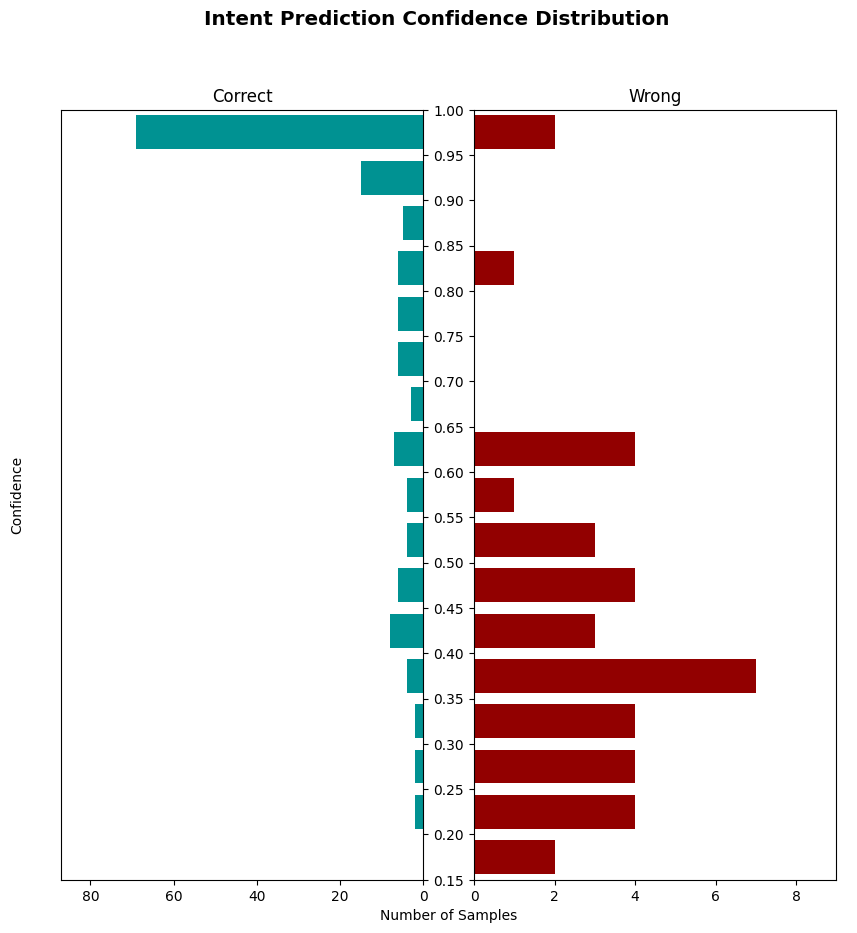 Intent Prediction Confidence Distribution
Correct
Wrong
Confidence
1.00
0.95
0.90
0.85
0.80
0.75
0.70
0.65
0.60
0.55
0.50
0.45
0.40
0.35
0.30
0.25
0.20
0.15
80 60 40 20 0
0 2 4 6 8
Number of Samples